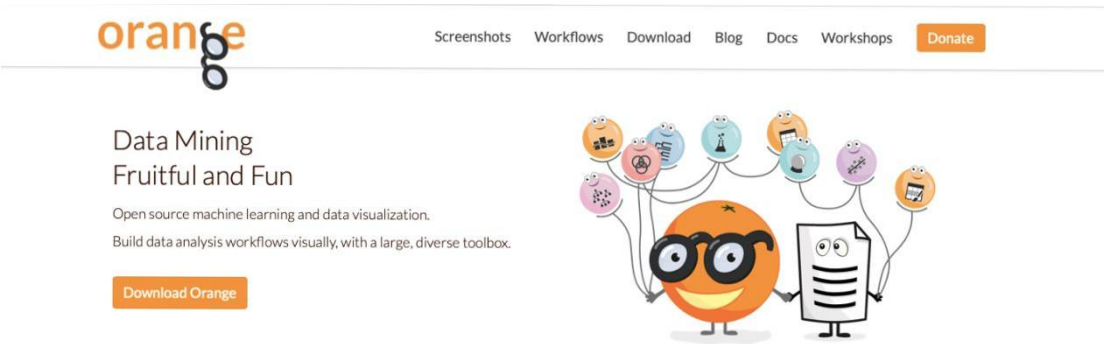 orange
Screenshots Workflows Download Blog Docs Workshops Donate
Data Mining
Fruitful and Fun
Open source machine learning and data visualization.
Build data analysis workflows visually, with a large, diverse toolbox.
Download Orange